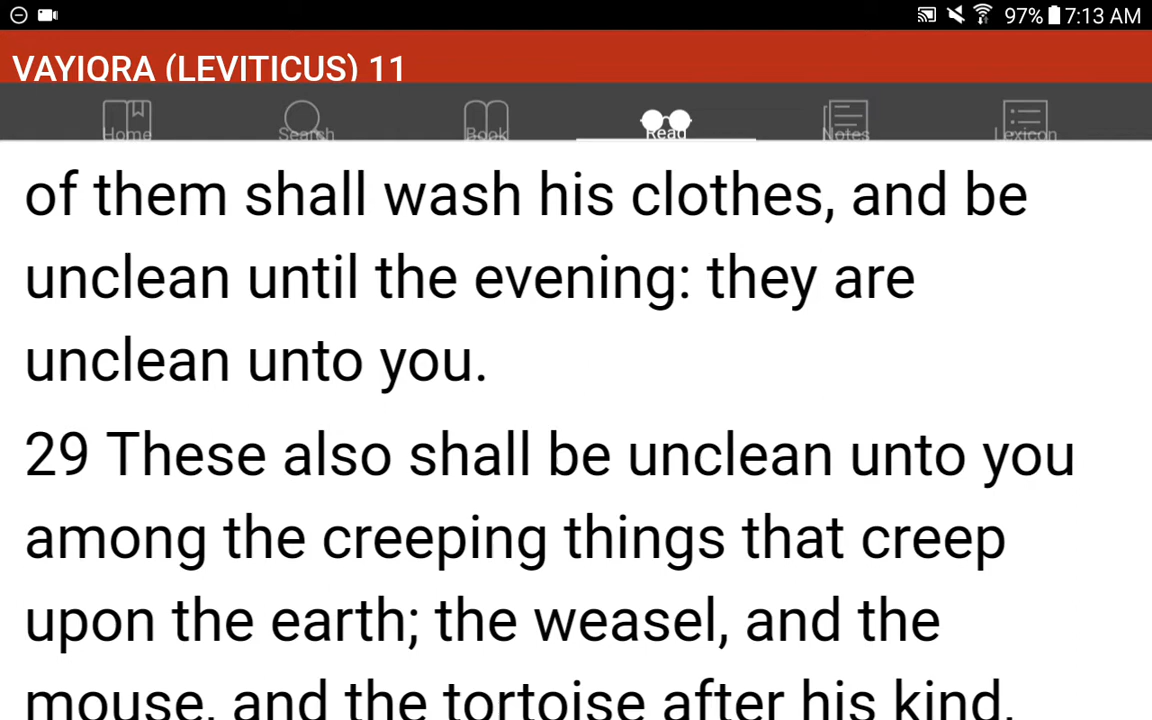 97% 7:13 AM
VAYIQRA (LEVITICUS) 11
Home Search Book Read Notes Lexicon
of them shall wash his clothes, and be
unclean until the evening: they are
unclean unto you.
29 These also shall be unclean unto you
among the creeping things that creep
upon the earth; the weasel, and the
mouse, and the tortoise after his kind,